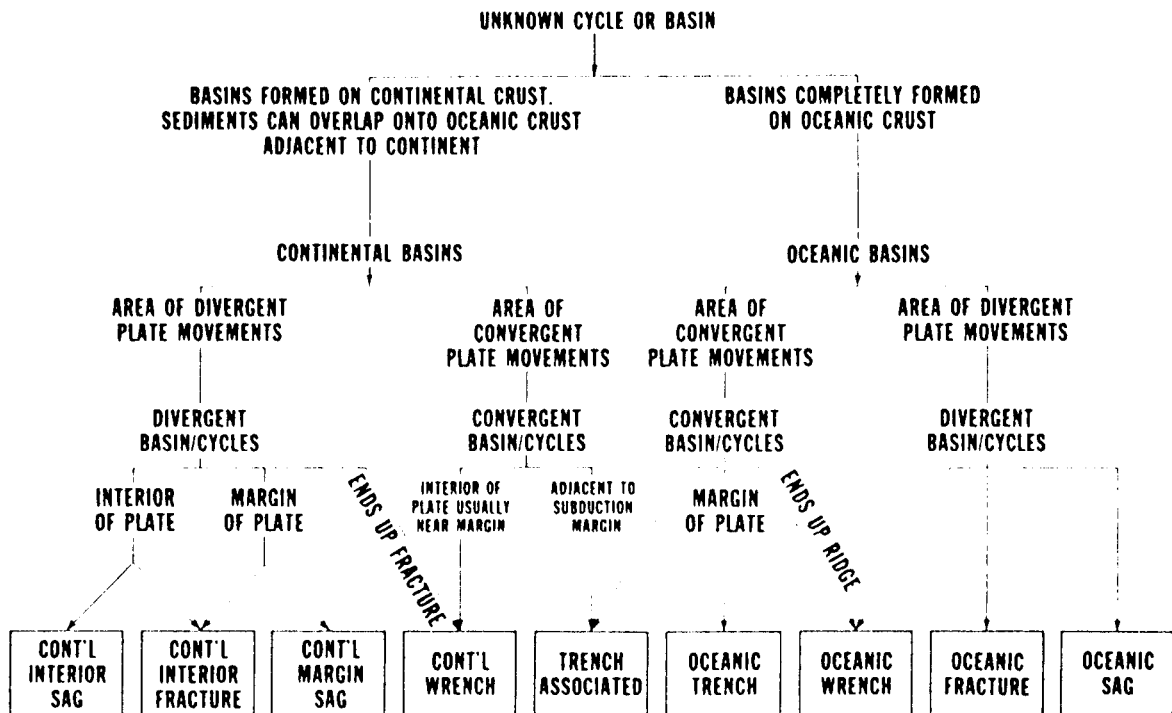 UNKNOWN CYCLE OR BASIN
BASINS FORMED ON CONTINENTAL CRUST.
SEDIMENTS CAN OVERLAP ONTO OCEANIC CRUST
ADJACENT TO CONTINENT
BASINS COMPLETELY FORMED
ON OCEANIC CRUST
CONTINENTAL BASINS
OCEANIC BASINS
AREA OF DIVERGENT
PLATE MOVEMENTS
AREA OF
CONVERGENT
PLATE MOVEMENTS
AREA OF
CONVERGENT
PLATE MOVEMENTS
AREA OF DIVERGENT
PLATE MOVEMENTS
DIVERGENT
BASIN/CYCLES
CONVERGENT
BASIN/CYCLES
CONVERGENT
BASIN/CYCLES
DIVERGENT
BASIN/CYCLES
INTERIOR
OF PLATE
MARGIN
OF PLATE
ENDS UP FRACTURE
INTERIOR OF
PLATE USUALLY
NEAR MARGIN
ADJACENT TO
SUBDUCTION
MARGIN
MARGIN
OF PLATE
ENDS UP RIDGE
CONT'L
INTERIOR
SAG
CONT'L
INTERIOR
FRACTURE
CONT'L
MARGIN
SAG
CONT'L
WRENCH
TRENCH
ASSOCIATED
OCEANIC
TRENCH
OCEANIC
WRENCH
OCEANIC
FRACTURE
OCEANIC
SAG